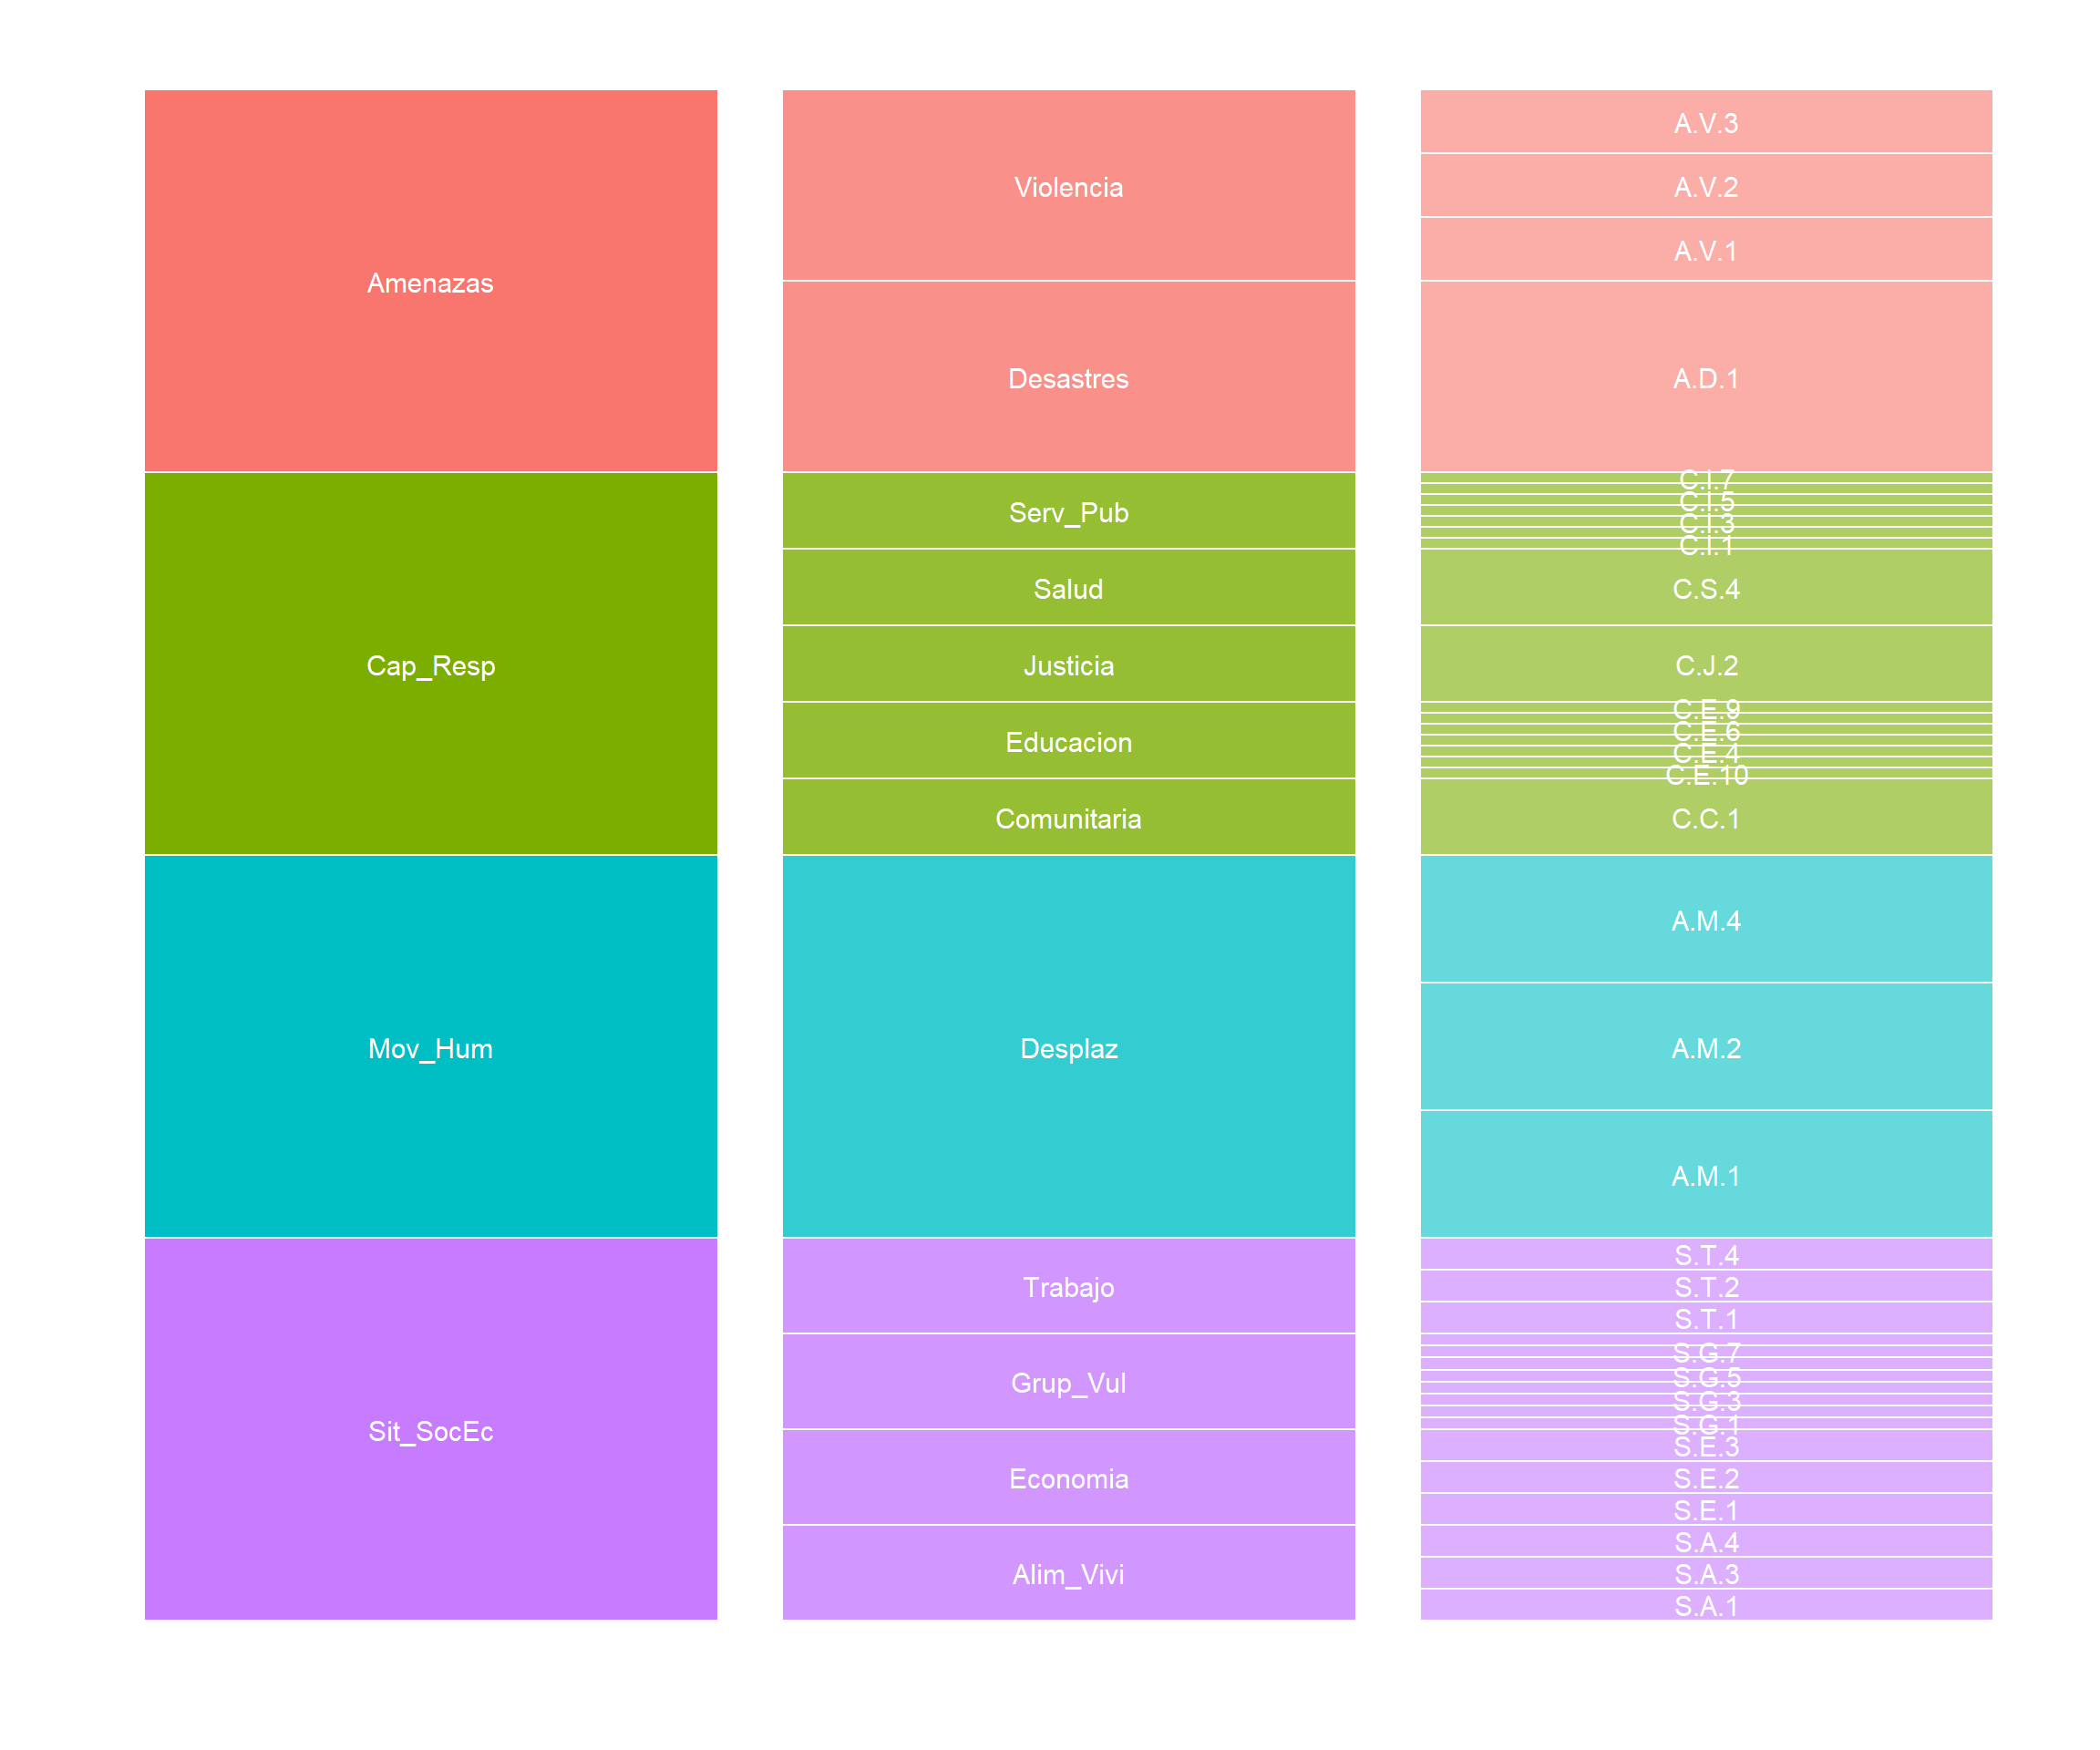 Amenazas
Cap_Resp
Mov_Hum
Sit_SocEc
Violencia
Desastres
Serv_Pub
Salud
Justicia
Educacion
Comunitaria
Desplaz
Trabajo
Grup_Vul
Economia
Alim_Vivi
A.V.3
A.V.2
A.V.1
A.D.1
C.I.7
C.I.5
C.I.3
C.I.1
C.S.4
C.J.2
C.E.9
C.E.6
C.E.4
C.E.10
C.C.1
A.M.4
A.M.2
A.M.1
S.T.4
S.T.2
S.T.1
S.G.7
S.G.5
S.G.3
S.G.1
S.E.3
S.E.2
S.E.1
S.A.4
S.A.3
S.A.1